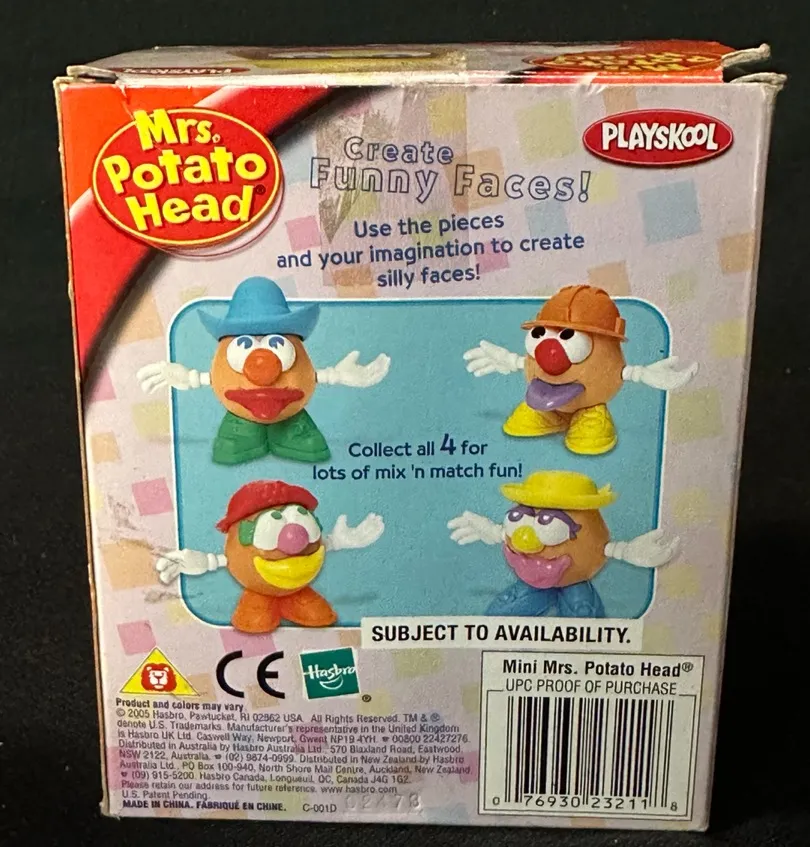 PLAYSKOOL
Mrs.
Potato
Head®
Create
Funny Faces!
PLAYSKOOL
Use the pieces
and your imagination to create
silly faces!
Collect all 4 for
lots of mix 'n match fun!
SUBJECT TO AVAILABILITY.
CE
Hasbro
®
Mini Mrs. Potato Head®
UPC PROOF OF PURCHASE
0 76930 23211 8
Product and colors may vary
© 2005 Hasbro, Pawtucket, RI 02862 USA. All Rights Reserved. TM & ®
denote U.S. Trademarks. Manufacturer's representative in the United Kingdom
is Hasbro UK Ltd. Caswell Way, Newport, Gwent NP19 4YH. ☎ 00800 22427276.
Distributed in Australia by Hasbro Australia Ltd., 570 Blaxland Road, Eastwood,
NSW 2122, Australia. ☎ (02) 9874-0999. Distributed in New Zealand by Hasbro
Australia Ltd., PO Box 100-940, North Shore Mail Centre, Auckland, New Zealand.
☎ (09) 915-5200. Hasbro Canada, Longueuil, QC, Canada J4G 1G2.
Please retain our address for future reference. www.hasbro.com
U.S. Patent Pending.
MADE IN CHINA. FABRIQUÉ EN CHINE. C-001D